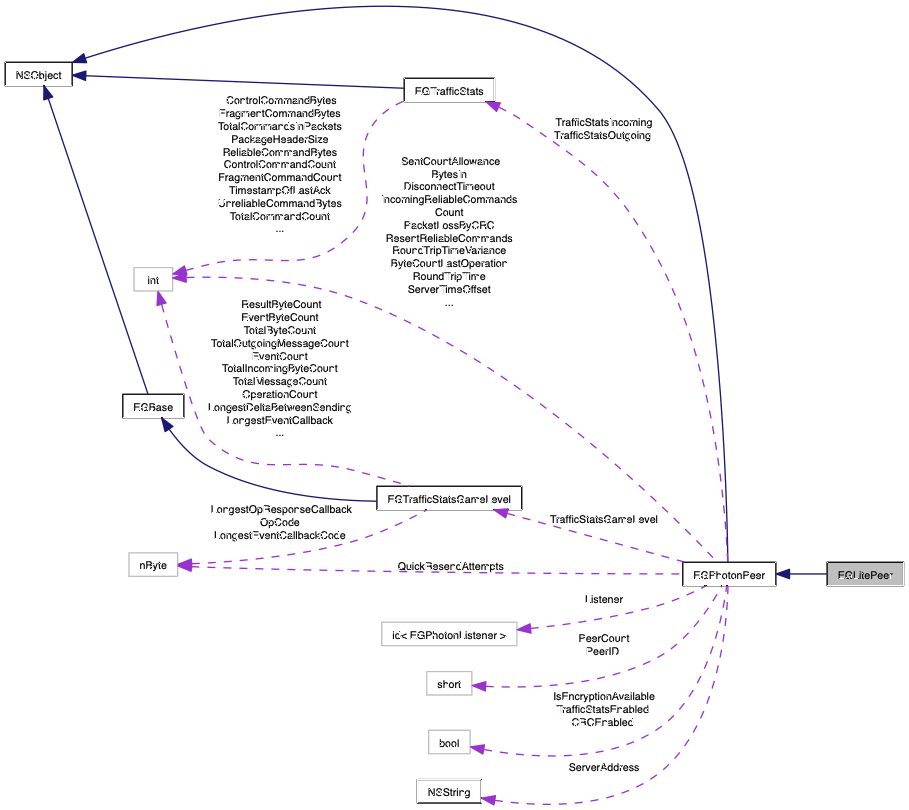 NSObject
EGTrafficStats
ControlCommandBytes
FragmentCommandBytes
TotalCommandsInPackets
PackageHeaderSize
ReliableCommandBytes
ControlCommandCount
FragmentCommandCount
TimestampOfLastAck
UnreliableCommandBytes
TotalCommandCount
...
TrafficStatsIncoming
TrafficStatsOutgoing
SentCountAllowance
BytesIn
DisconnectTimeout
IncomingReliableCommands
Count
PacketLossByCRC
ResentReliableCommands
RoundTripTimeVariance
ByteCountLastOperation
RoundTripTime
ServerTimeOffset
...
int
ResultByteCount
EventByteCount
TotalByteCount
TotalOutgoingMessageCount
EventCount
TotalIncomingByteCount
TotalMessageCount
OperationCount
LongestDeltaBetweenSending
LongestEventCallback
...
EGBase
EGTrafficStatsGameLevel
LongestOpResponseCallback
OpCode
LongestEventCallbackCode
TrafficStatsGameLevel
nByte
QuickResendAttempts
EGPhotonPeer
EGLitePeer
Listener
id< EGPhotonListener >
PeerCount
PeerID
short
IsEncryptionAvailable
TrafficStatsEnabled
CRCEnabled
bool
ServerAddress
NSString